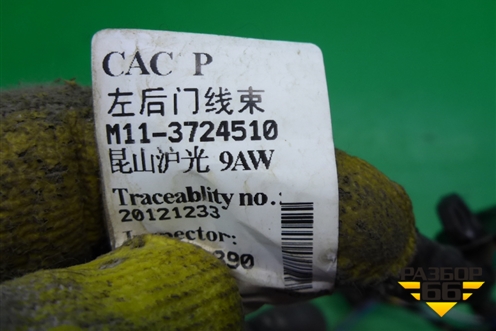 CAC P
左后门线束
M11-3724510
昆山沪光 9AW
Traceablity no.:
20121233
Inspector:
290
РАЗБОР
66